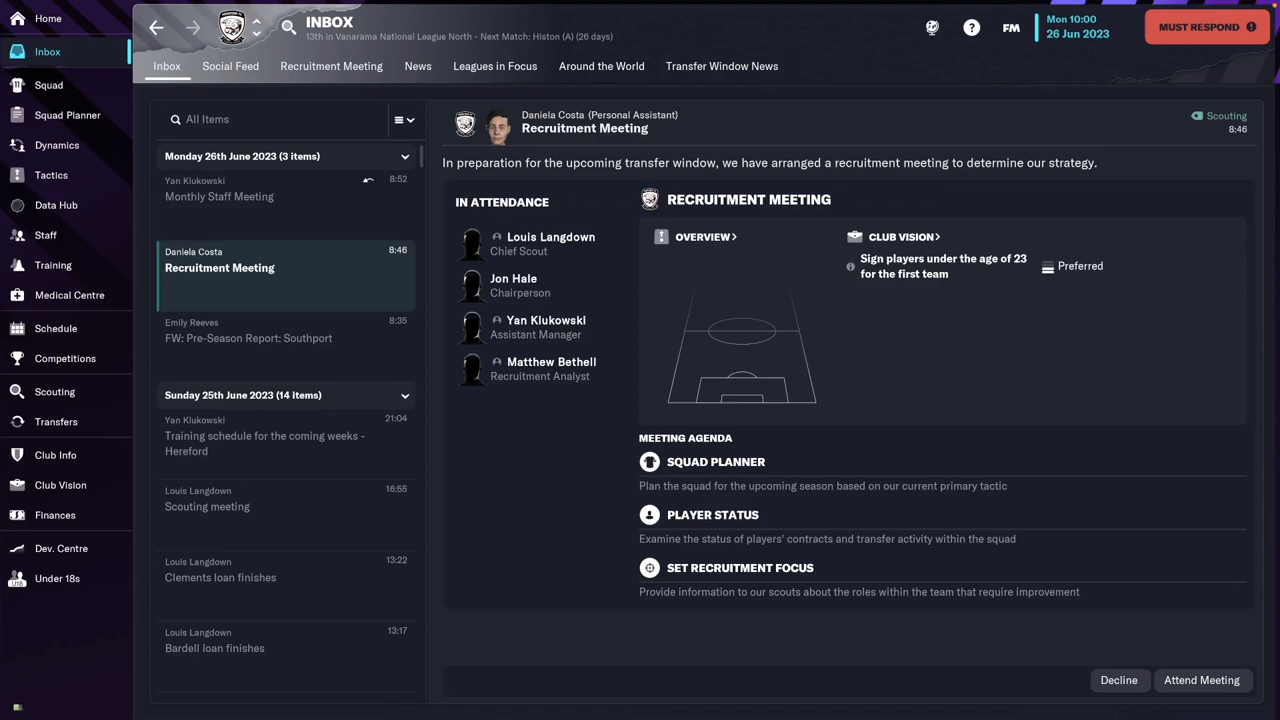 Home
INBOX
13th in Vanarama National League North - Next Match: Histon (A) (26 days)
FM
Mon 10:00
26 Jun 2023
MUST RESPOND
Inbox
Squad
Squad Planner
Dynamics
Tactics
Data Hub
Staff
Training
Medical Centre
Schedule
Competitions
Scouting
Transfers
Club Info
Club Vision
Finances
Dev. Centre
Under 18s
Inbox
Social Feed
Recruitment Meeting
News
Leagues in Focus
Around the World
Transfer Window News
All Items
Monday 26th June 2023 (3 items)
Yan Klukowski 8:52
Monthly Staff Meeting
Daniela Costa 8:46
Recruitment Meeting
Emily Reeves 8:35
FW: Pre-Season Report: Southport
Sunday 25th June 2023 (14 items)
Yan Klukowski 21:04
Training schedule for the coming weeks -
Hereford
Louis Langdown 16:55
Scouting meeting
Louis Langdown 13:22
Clements loan finishes
Louis Langdown 13:17
Bardell loan finishes
Daniela Costa (Personal Assistant)
Recruitment Meeting
Scouting
8:46
In preparation for the upcoming transfer window, we have arranged a recruitment meeting to determine our strategy.
IN ATTENDANCE
Louis Langdown
Chief Scout
Jon Hale
Chairperson
Yan Klukowski
Assistant Manager
Matthew Bethell
Recruitment Analyst
RECRUITMENT MEETING
OVERVIEW>
CLUB VISION>
Sign players under the age of 23
for the first team
Preferred
MEETING AGENDA
SQUAD PLANNER
Plan the squad for the upcoming season based on our current primary tactic
PLAYER STATUS
Examine the status of players' contracts and transfer activity within the squad
SET RECRUITMENT FOCUS
Provide information to our scouts about the roles within the team that require improvement
Decline
Attend Meeting